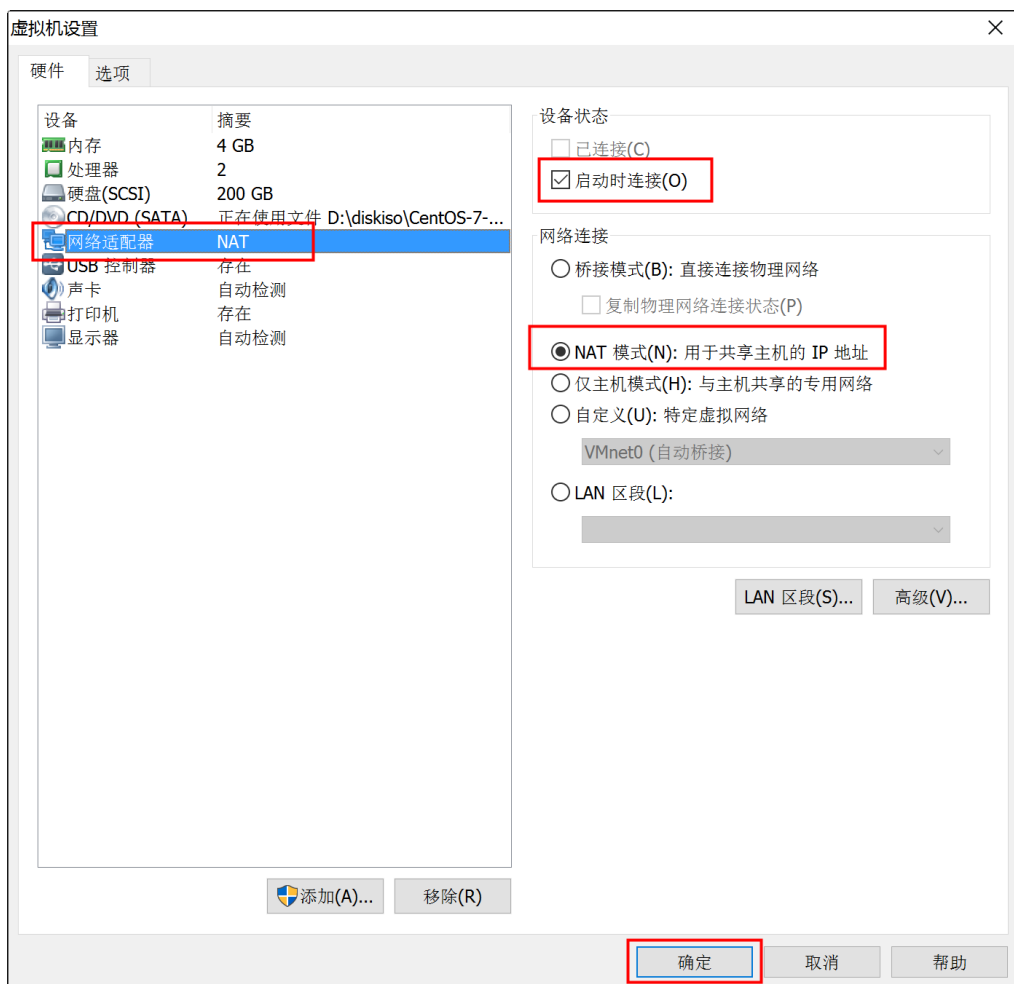 虚拟机设置
硬件 选项
设备 摘要
内存 4 GB
处理器 2
硬盘(SCSI) 200 GB
CD/DVD (SATA) 正在使用文件 D:\diskiso\CentOS-7-...
网络适配器 NAT
USB 控制器 存在
声卡 自动检测
打印机 存在
显示器 自动检测
添加(A)... 移除(R)
设备状态
已连接(C)
启动时连接(O)
网络连接
桥接模式(B): 直接连接物理网络
复制物理网络连接状态(P)
NAT 模式(N): 用于共享主机的 IP 地址
仅主机模式(H): 与主机共享的专用网络
自定义(U): 特定虚拟网络
VMnet0 (自动桥接)
LAN 区段(L):
LAN 区段(S)... 高级(V)...
确定 取消 帮助